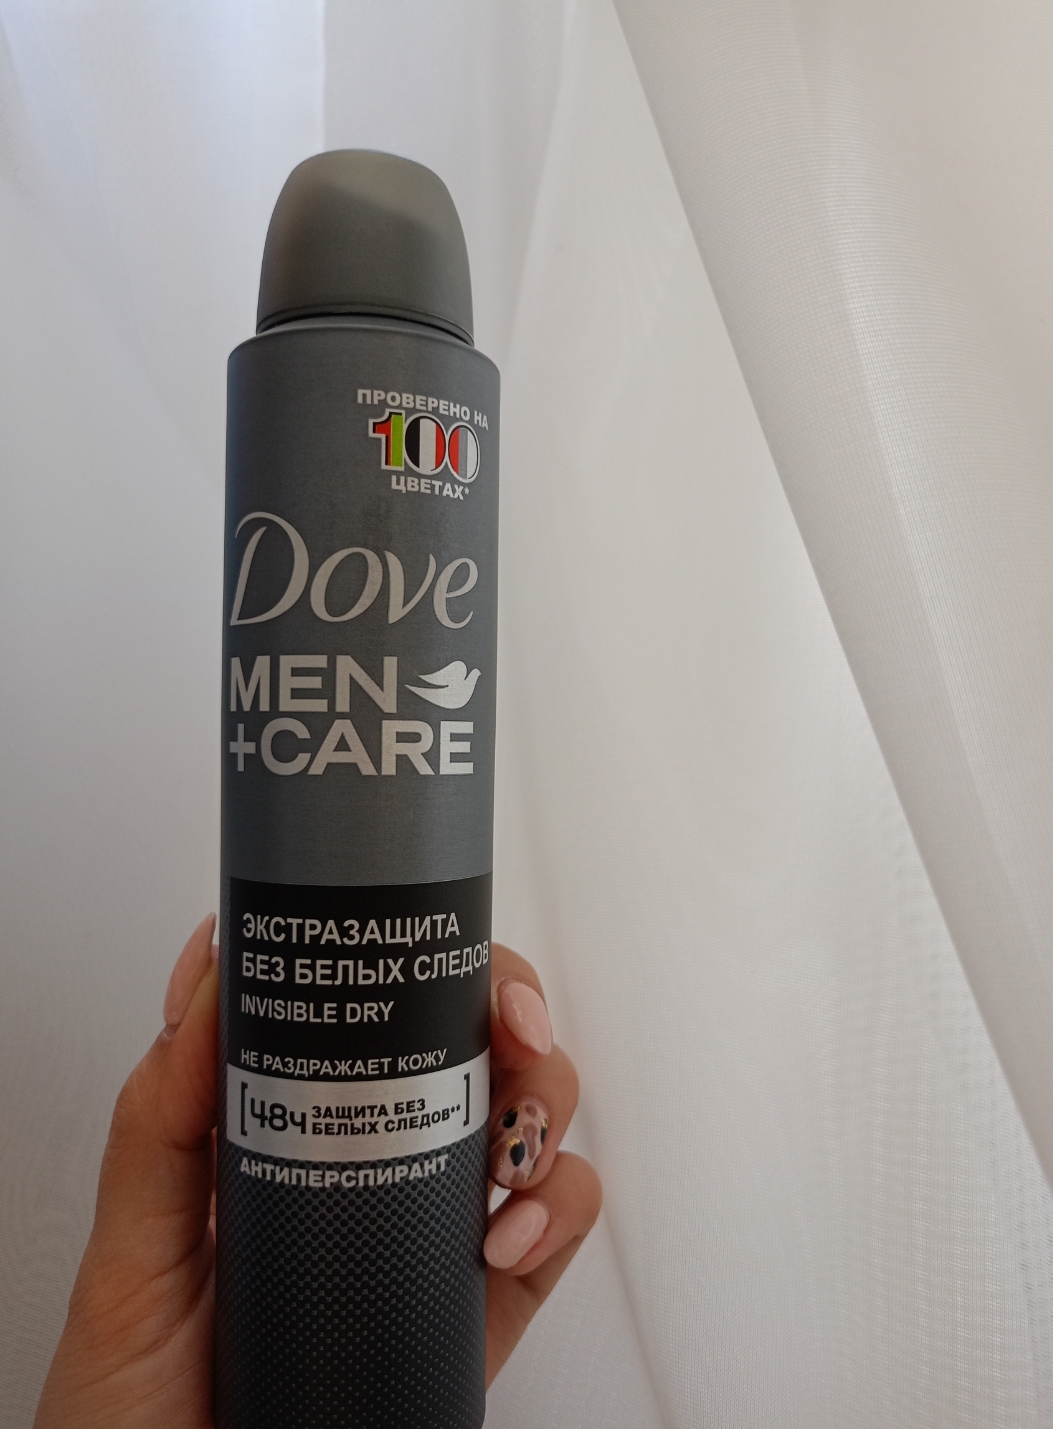 ПРОВЕРЕНО НА
100
ЦВЕТАХ*
Dove
MEN
+CARE
ЭКСТРАЗАЩИТА
БЕЗ БЕЛЫХ СЛЕДОВ
INVISIBLE DRY
НЕ РАЗДРАЖАЕТ КОЖУ
[48ч ЗАЩИТА БЕЗ
БЕЛЫХ СЛЕДОВ**]
АНТИПЕРСПИРАНТ